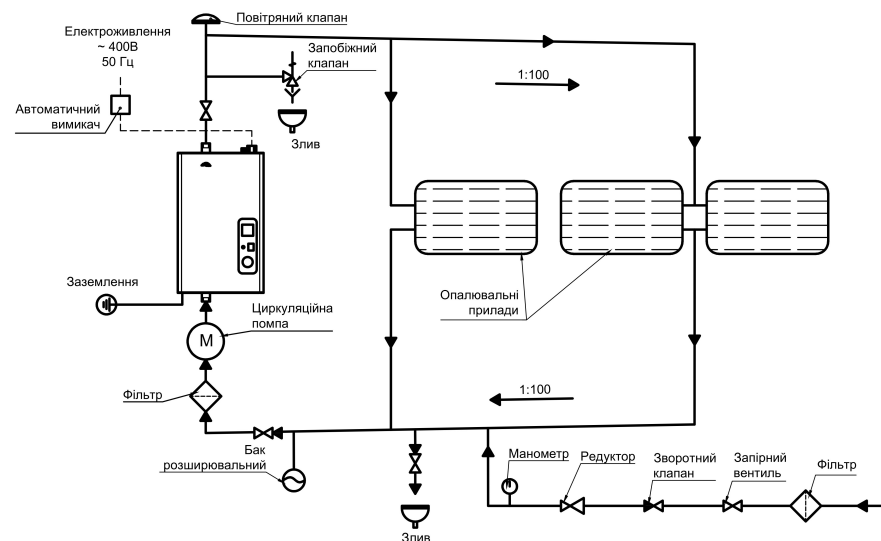 Повітряний клапан
Електроживлення
~ 400В
50 Гц
Запобіжний
клапан
1:100
Автоматичний
вимикач
Злив
Заземлення
Опалювальні
прилади
Циркуляційна
помпа
М
1:100
Фільтр
Бак
розширювальний
Манометр
Редуктор
Зворотний
клапан
Запірний
вентиль
Фільтр
Злив